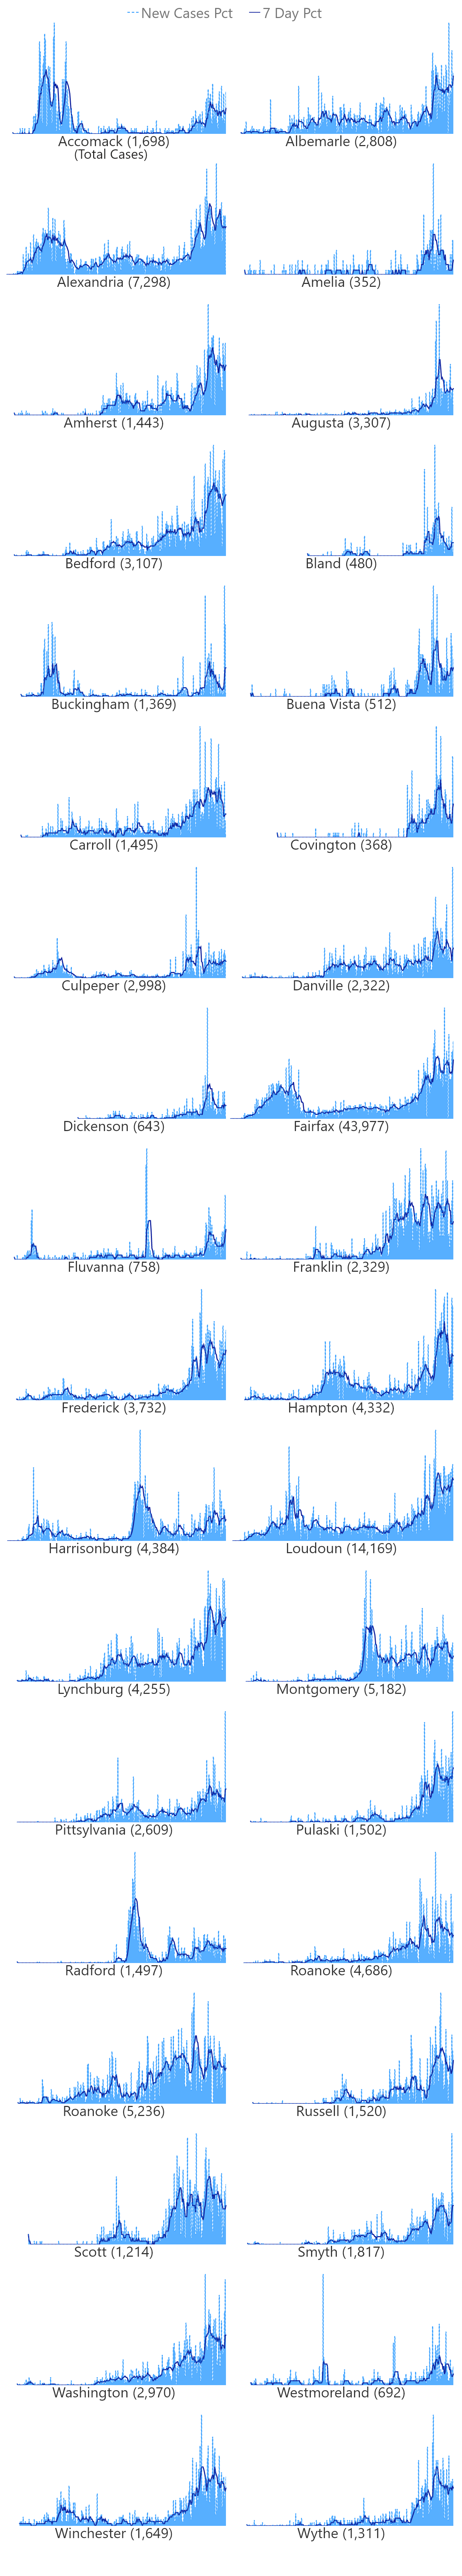 New Cases Pct 7 Day Pct
Accomack (1,698) Albemarle (2,808)
(Total Cases)
Alexandria (7,298) Amelia (352)
Amherst (1,443) Augusta (3,307)
Bedford (3,107) Bland (480)
Buckingham (1,369) Buena Vista (512)
Carroll (1,495) Covington (368)
Culpeper (2,998) Danville (2,322)
Dickenson (643) Fairfax (43,977)
Fluvanna (758) Franklin (2,329)
Frederick (3,732) Hampton (4,332)
Harrisonburg (4,384) Loudoun (14,169)
Lynchburg (4,255) Montgomery (5,182)
Pittsylvania (2,609) Pulaski (1,502)
Radford (1,497) Roanoke (4,686)
Roanoke (5,236) Russell (1,520)
Scott (1,214) Smyth (1,817)
Washington (2,970) Westmoreland (692)
Winchester (1,649) Wythe (1,311)